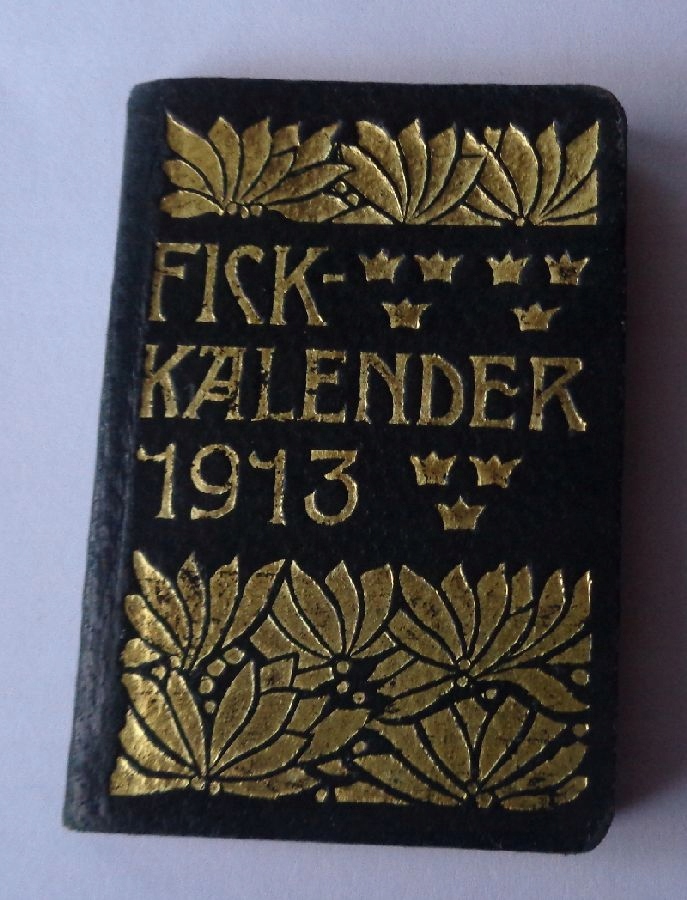 FICK-
KALENDER
1913